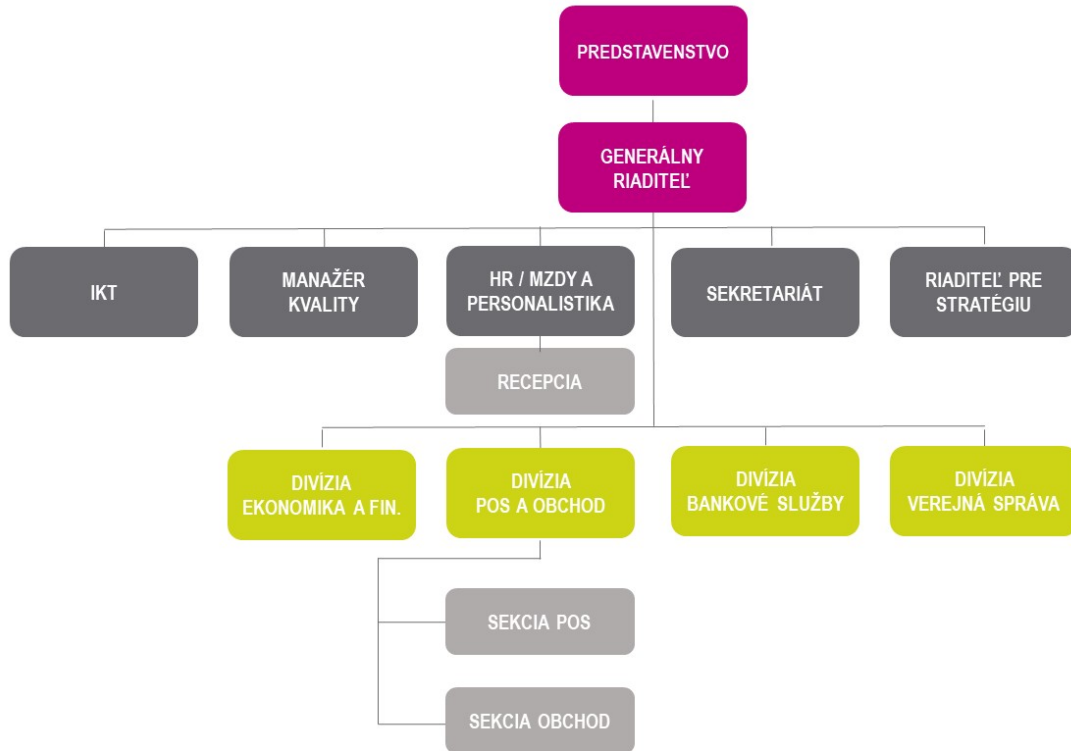 PREDSTAVENSTVO
GENERÁLNY
RIADITEĽ
IKT
MANAŽÉR
KVALITY
HR / MZDY A
PERSONALISTIKA
SEKRETARIÁT
RIADITEĽ PRE
STRATÉGIU
RECEPCIA
DIVÍZIA
EKONOMIKA A FIN.
DIVÍZIA
POS A OBCHOD
DIVÍZIA
BANKOVÉ SLUŽBY
DIVÍZIA
VEREJNÁ SPRÁVA
SEKCIA POS
SEKCIA OBCHOD